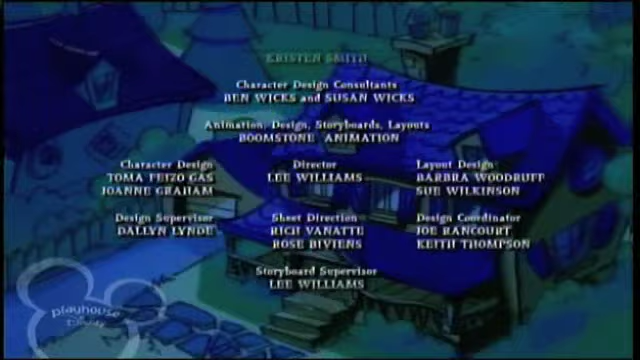 KRISTEN SMITH
Character Design Consultants
BEN WICKS and SUSAN WICKS
Animation, Design, Storyboards, Layouts
BOOMSTONE ANIMATION
Character Design
TOMA FEIZO GAS
JOANNE GRAHAM
Director
LEE WILLIAMS
Layout Design
BARBRA WOODRUFF
SUE WILKINSON
Design Supervisor
DALLYN LYNDE
Sheet Direction
RICH VANATTE
ROSE BIVIENS
Design Coordinator
JOE RANCOURT
KEITH THOMPSON
Storyboard Supervisor
LEE WILLIAMS
playhouse
Disney